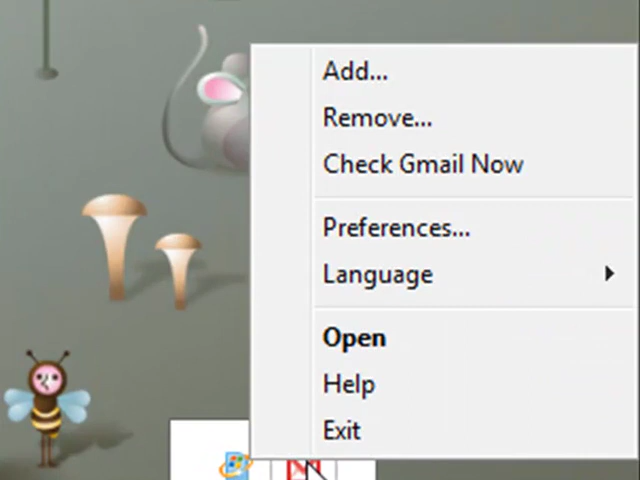 Add...
Remove...
Check Gmail Now
Preferences...
Language
Open
Help
Exit